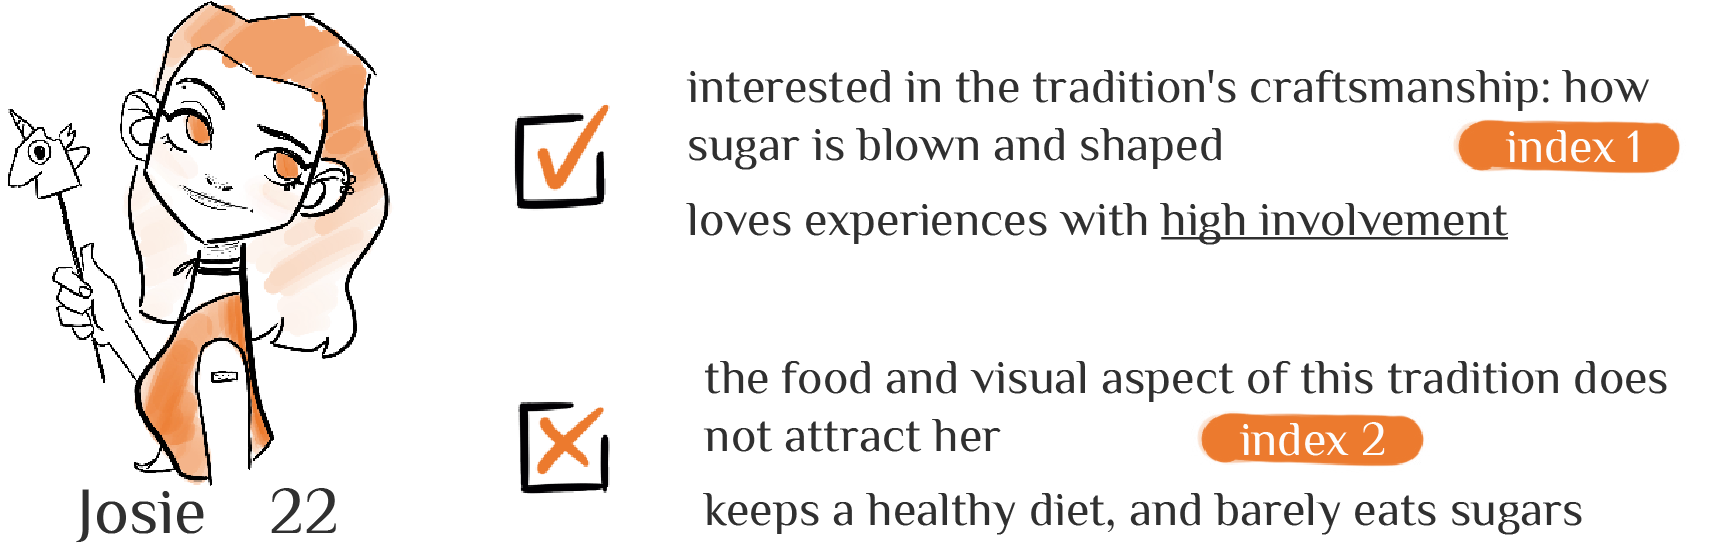 interested in the tradition's craftsmanship: how
sugar is blown and shaped
index 1
loves experiences with high involvement
the food and visual aspect of this tradition does
not attract her
index 2
keeps a healthy diet, and barely eats sugars
Josie 22